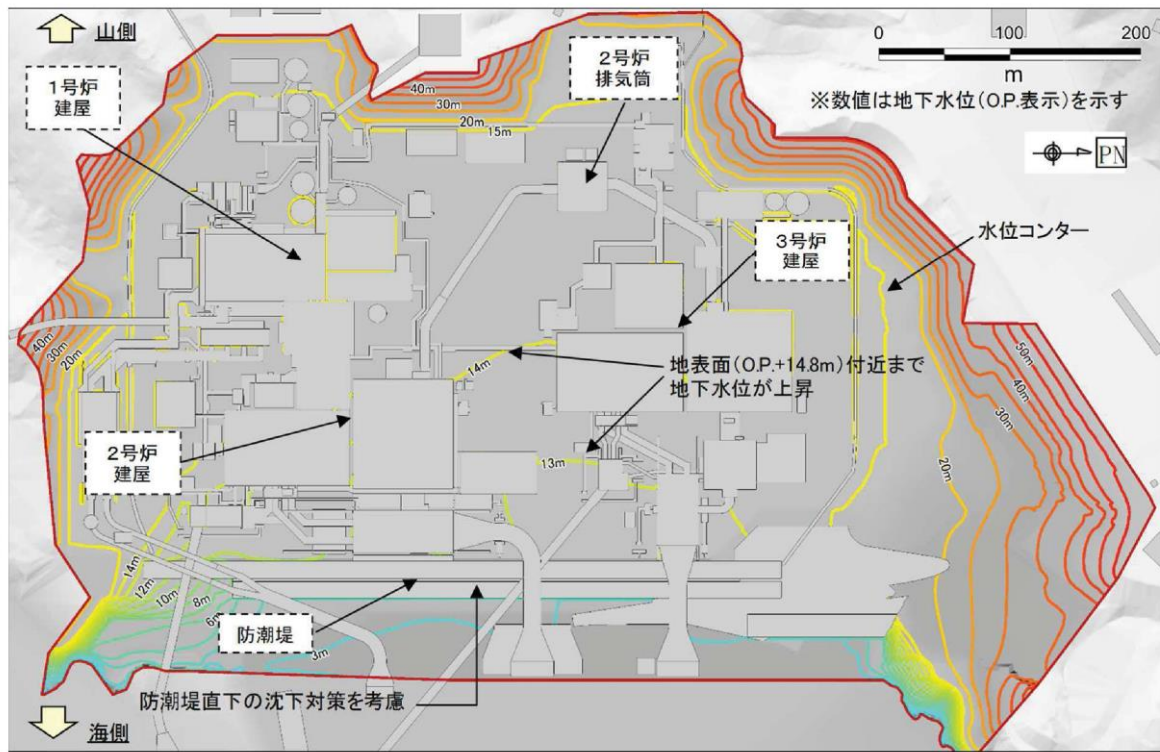 山側
0 100 200
m
※数値は地下水位(O.P.表示)を示す
PN
1号炉
建屋
2号炉
排気筒
40m
30m
20m
15m
3号炉
建屋
水位コンター
40m
30m
20m
14m
地表面(O.P.+14.8m)付近まで
地下水位が上昇
50m
40m
30m
20m
2号炉
建屋
13m
14m
12m
10m
8m
6m
防潮堤
3m
防潮堤直下の沈下対策を考慮
海側